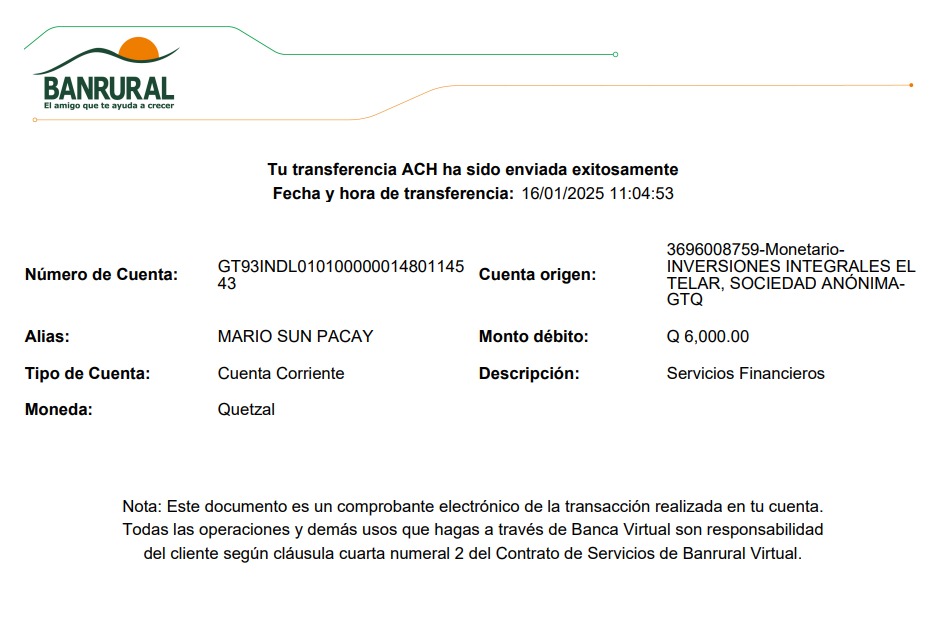 BANRURAL
El amigo que te ayuda a crecer
Tu transferencia ACH ha sido enviada exitosamente
Fecha y hora de transferencia: 16/01/2025 11:04:53
Número de Cuenta:
GT93INDL010100000014801145
43
Cuenta origen:
3696008759-Monetario-
INVERSIONES INTEGRALES EL
TELAR, SOCIEDAD ANÓNIMA-
GTQ
Alias: MARIO SUN PACAY Monto débito: Q 6,000.00
Tipo de Cuenta: Cuenta Corriente Descripción: Servicios Financieros
Moneda: Quetzal
Nota: Este documento es un comprobante electrónico de la transacción realizada en tu cuenta.
Todas las operaciones y demás usos que hagas a través de Banca Virtual son responsabilidad
del cliente según cláusula cuarta numeral 2 del Contrato de Servicios de Banrural Virtual.